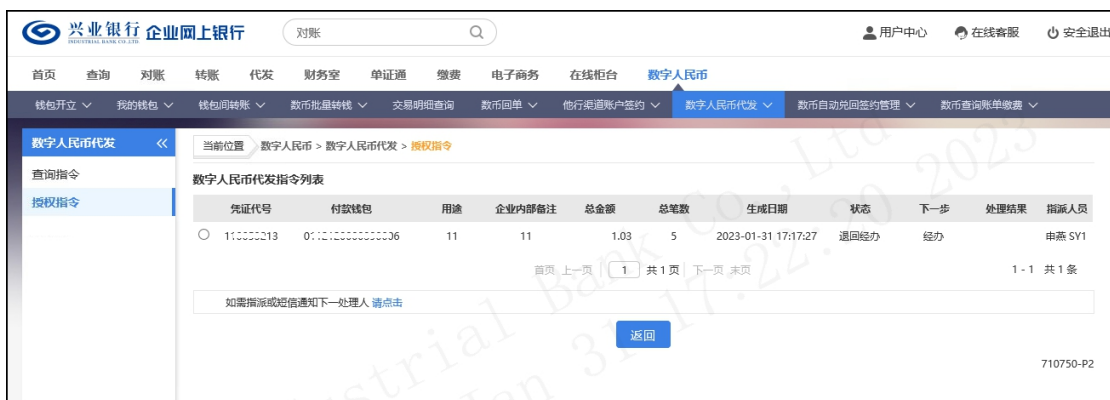 兴业银行 企业网上银行
INDUSTRIAL BANK CO.,LTD.
对账
用户中心 在线客服 安全退出
首页 查询 对账 转账 代发 财务室 单证通 缴费 电子商务 在线柜台 数字人民币
钱包开立 我的钱包 钱包间转账 数币批量转钱 交易明细查询 数币回单 他行渠道账户签约 数字人民币代发 数币自动兑回签约管理 数币查询账单缴费
数字人民币代发 «
当前位置 数字人民币 > 数字人民币代发 > 授权指令
查询指令
授权指令
数字人民币代发指令列表
凭证代号 付款钱包 用途 企业内部备注 总金额 总笔数 生成日期 状态 下一步 处理结果 指派人员
11 11 1.03 5 2023-01-31 17:17:27 退回经办 经办 申燕 SY1
首页 上一页 1 共 1 页 下一页 末页
1 - 1 共 1 条
如需指派或短信通知下一处理人 请点击
返回
710750-P2